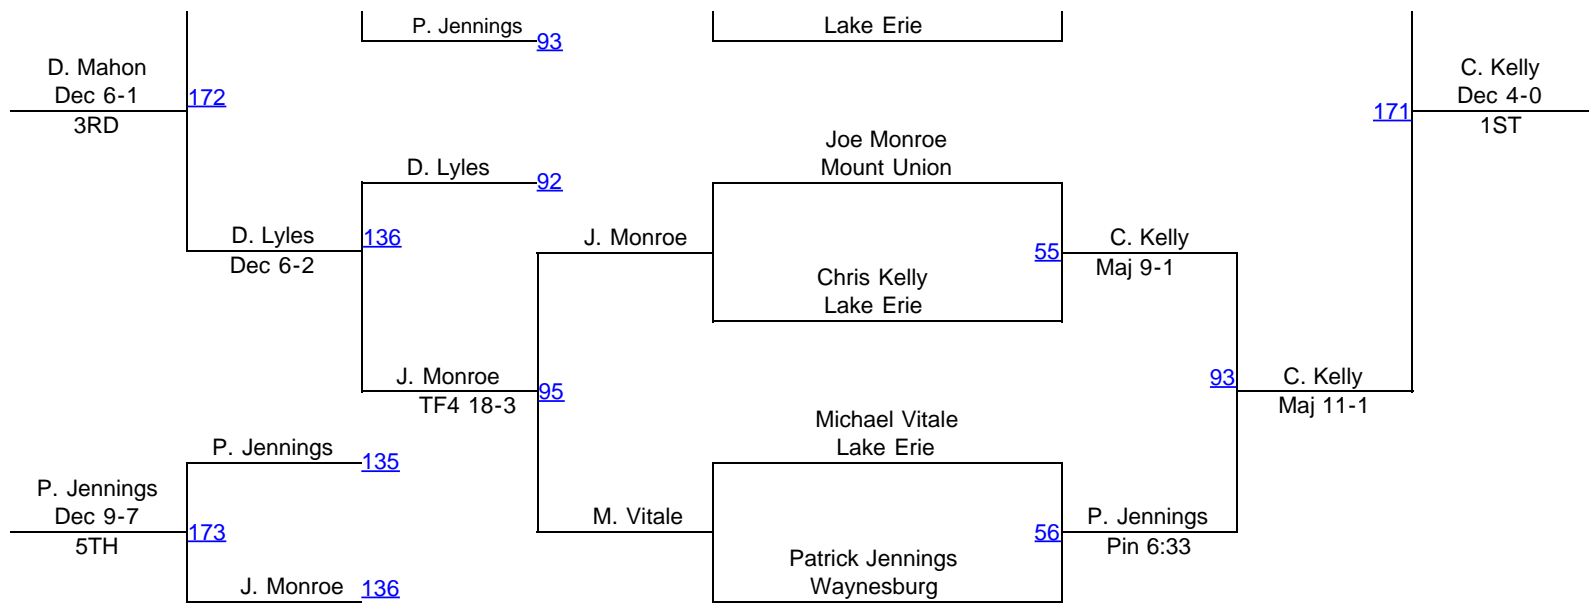 P. Jennings
93
Lake Erie
D. Mahon
Dec 6-1
3RD
172
C. Kelly
Dec 4-0
1ST
171
D. Lyles
92
Joe Monroe
Mount Union
D. Lyles
Dec 6-2
136
J. Monroe
55
C. Kelly
Maj 9-1
Chris Kelly
Lake Erie
J. Monroe
TF4 18-3
95
93
C. Kelly
Maj 11-1
Michael Vitale
Lake Erie
P. Jennings
135
P. Jennings
Dec 9-7
5TH
173
M. Vitale
56
P. Jennings
Pin 6:33
Patrick Jennings
Waynesburg
J. Monroe
136